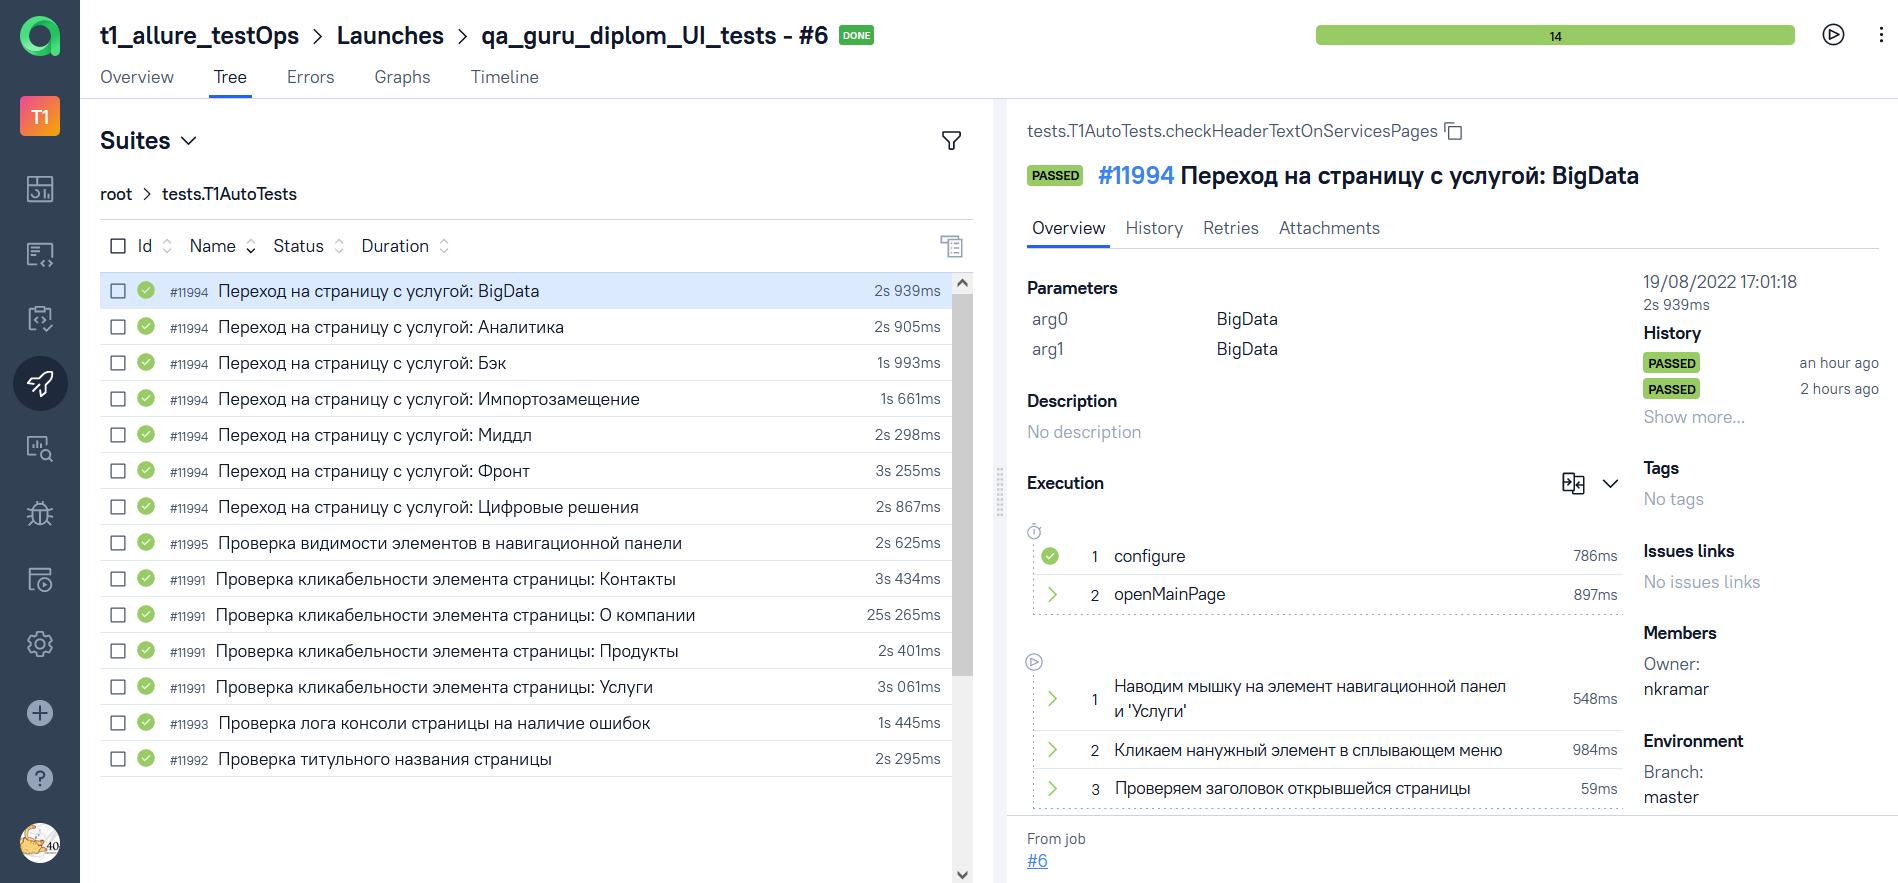 t1_allure_testOps > Launches > qa_guru_diplom_UI_tests - #6 DONE
14
Overview Tree Errors Graphs Timeline
T1
Suites
root > tests.T1AutoTests
Id Name Status Duration
#11994 Переход на страницу с услугой: BigData 2s 939ms
#11994 Переход на страницу с услугой: Аналитика 2s 905ms
#11994 Переход на страницу с услугой: Бэк 1s 993ms
#11994 Переход на страницу с услугой: Импортозамещение 1s 661ms
#11994 Переход на страницу с услугой: Миддл 2s 298ms
#11994 Переход на страницу с услугой: Фронт 3s 255ms
#11994 Переход на страницу с услугой: Цифровые решения 2s 867ms
#11995 Проверка видимости элементов в навигационной панели 2s 625ms
#11991 Проверка кликабельности элемента страницы: Контакты 3s 434ms
#11991 Проверка кликабельности элемента страницы: О компании 25s 265ms
#11991 Проверка кликабельности элемента страницы: Продукты 2s 401ms
#11991 Проверка кликабельности элемента страницы: Услуги 3s 061ms
#11993 Проверка лога консоли страницы на наличие ошибок 1s 445ms
#11992 Проверка титульного названия страницы 2s 295ms
40
tests.T1AutoTests.checkHeaderTextOnServicesPages
PASSED #11994 Переход на страницу с услугой: BigData
Overview History Retries Attachments
Parameters
arg0 BigData
arg1 BigData
Description
No description
Execution
1 configure 786ms
2 openMainPage 897ms
1 Наводим мышку на элемент навигационной панел
и 'Услуги' 548ms
2 Кликаем нанужный элемент в сплывающем меню 984ms
3 Проверяем заголовок открывшейся страницы 59ms
19/08/2022 17:01:18
2s 939ms
History
PASSED an hour ago
PASSED 2 hours ago
Show more...
Tags
No tags
Issues links
No issues links
Members
Owner:
nkramar
Environment
Branch:
master
From job
#6